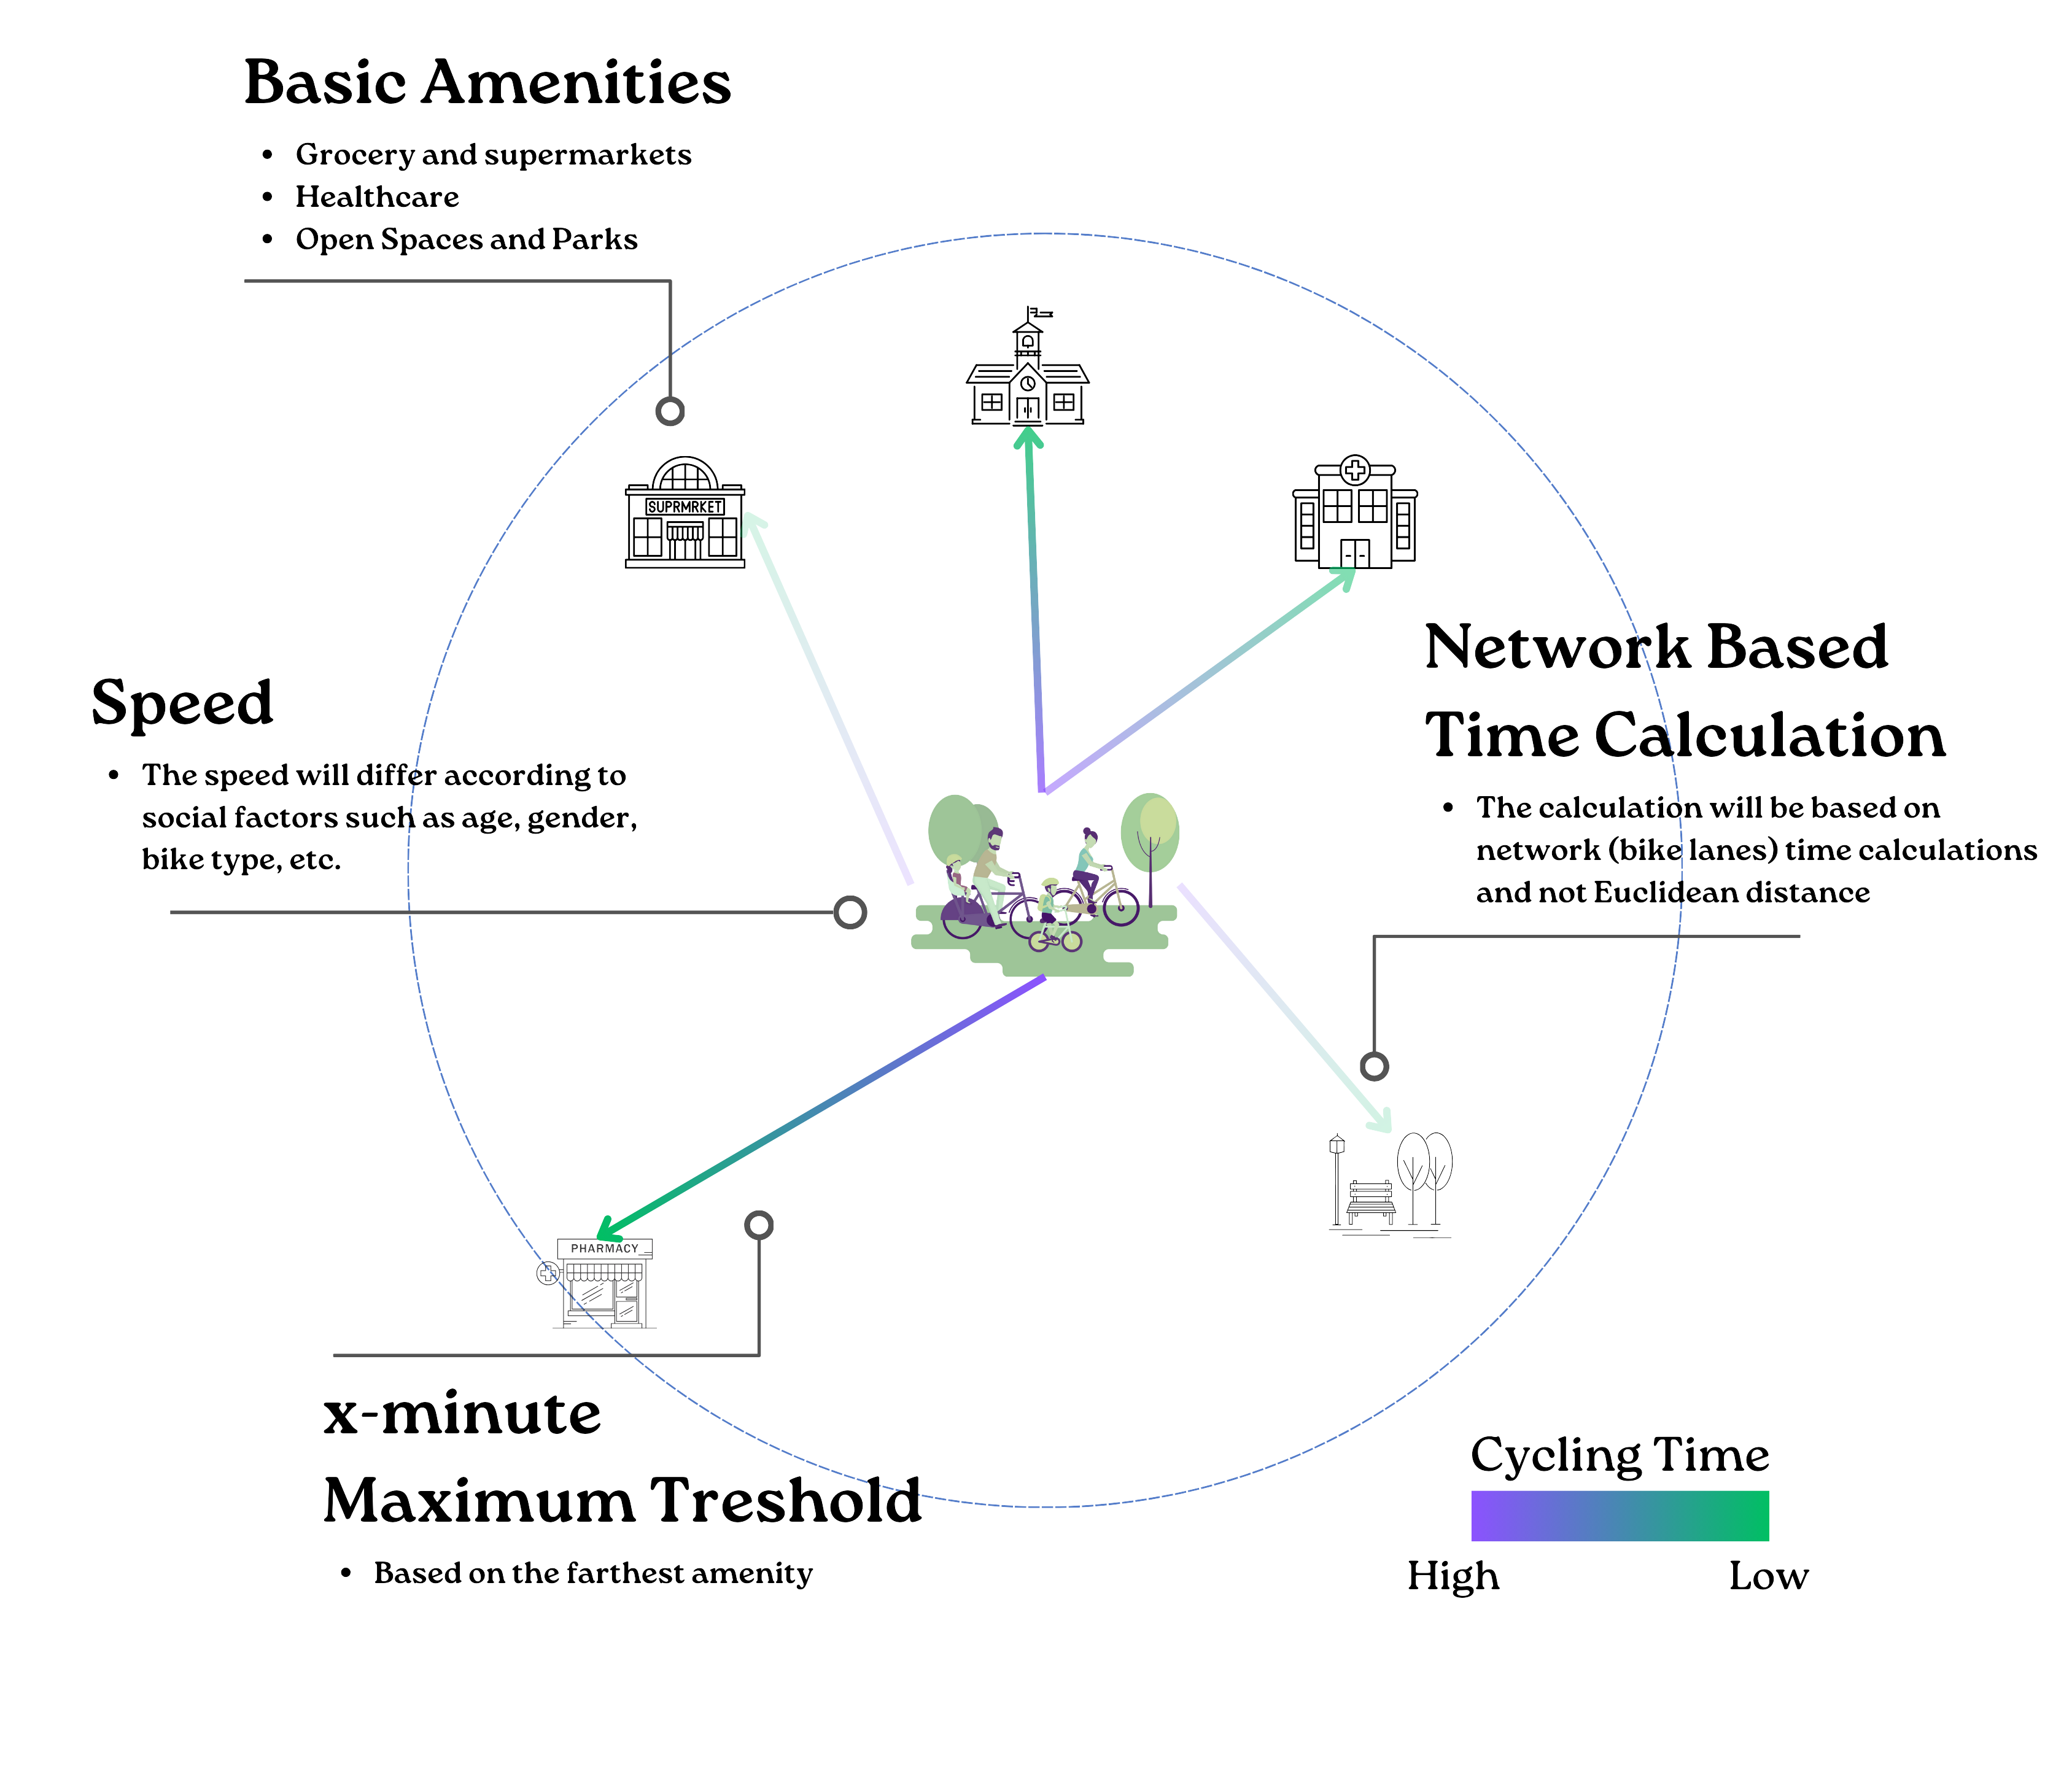 Basic Amenities
• Grocery and supermarkets
• Healthcare
• Open Spaces and Parks
SUPRMRKET
Speed
• The speed will differ according to
social factors such as age, gender,
bike type, etc.
Network Based
Time Calculation
• The calculation will be based on
network (bike lanes) time calculations
and not Euclidean distance
PHARMACY
x-minute
Maximum Treshold
• Based on the farthest amenity
Cycling Time
High Low